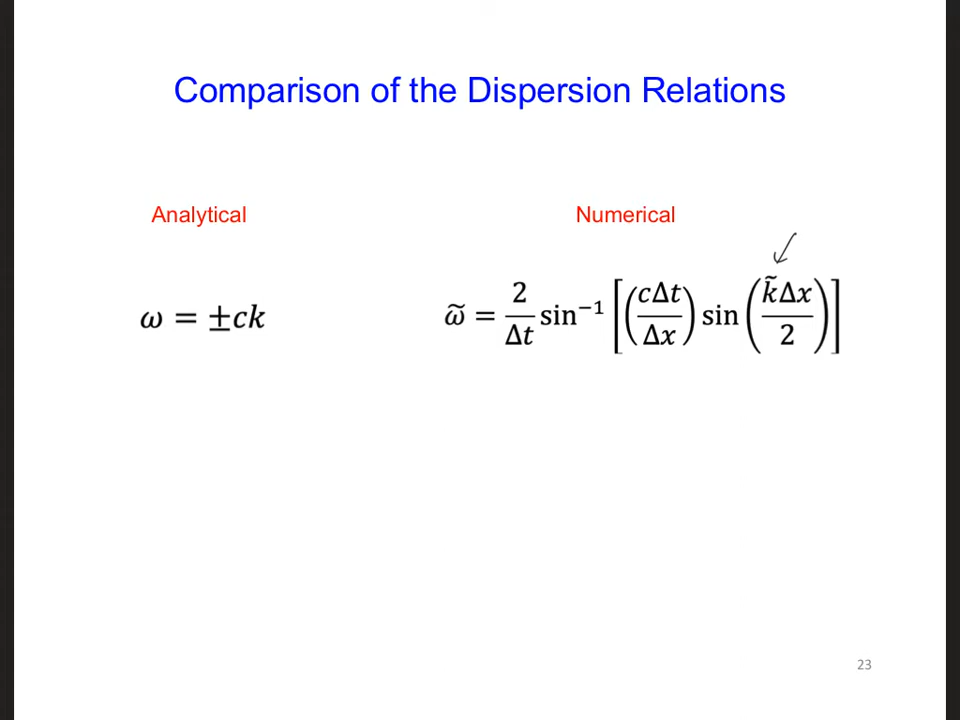 Comparison of the Dispersion Relations
Analytical
Numerical
ω = ±ck
ω̃ = 2/Δt sin⁻¹ [(cΔt/Δx) sin (k̃Δx/2)]
23